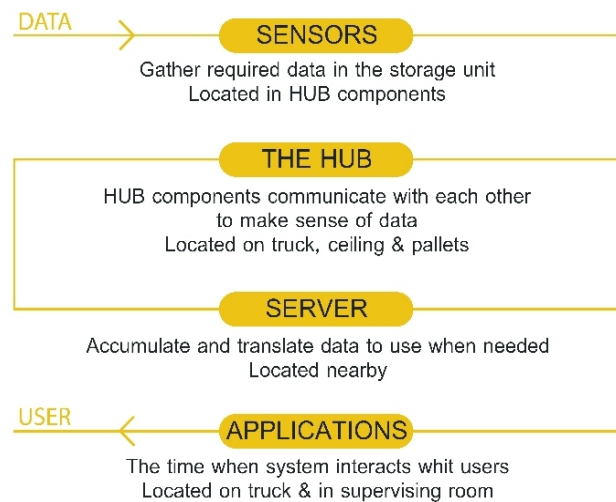 DATA
SENSORS
Gather required data in the storage unit
Located in HUB components
THE HUB
HUB components communicate with each other
to make sense of data
Located on truck, ceiling & pallets
SERVER
Accumulate and translate data to use when needed
Located nearby
USER
APPLICATIONS
The time when system interacts whit users
Located on truck & in supervising room